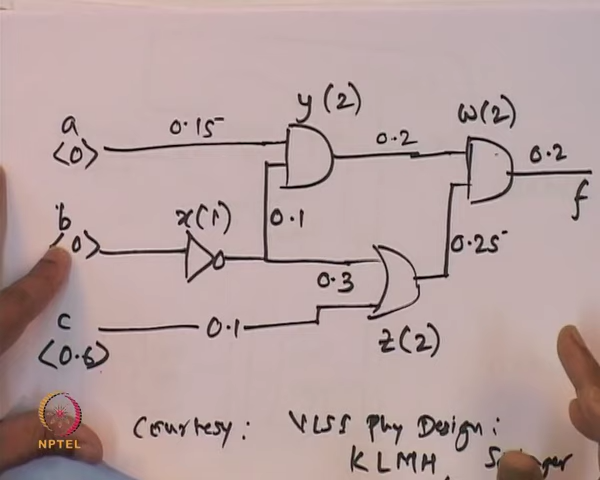 y(2)
w(2)
a
0.15
0.2
0.2
<0>
f
b
x(1)
0.1
0>
0.25
0.3
c
0.1
z(2)
<0.6>
NPTEL
Courtesy: VLSI Phy Design:
KLMH